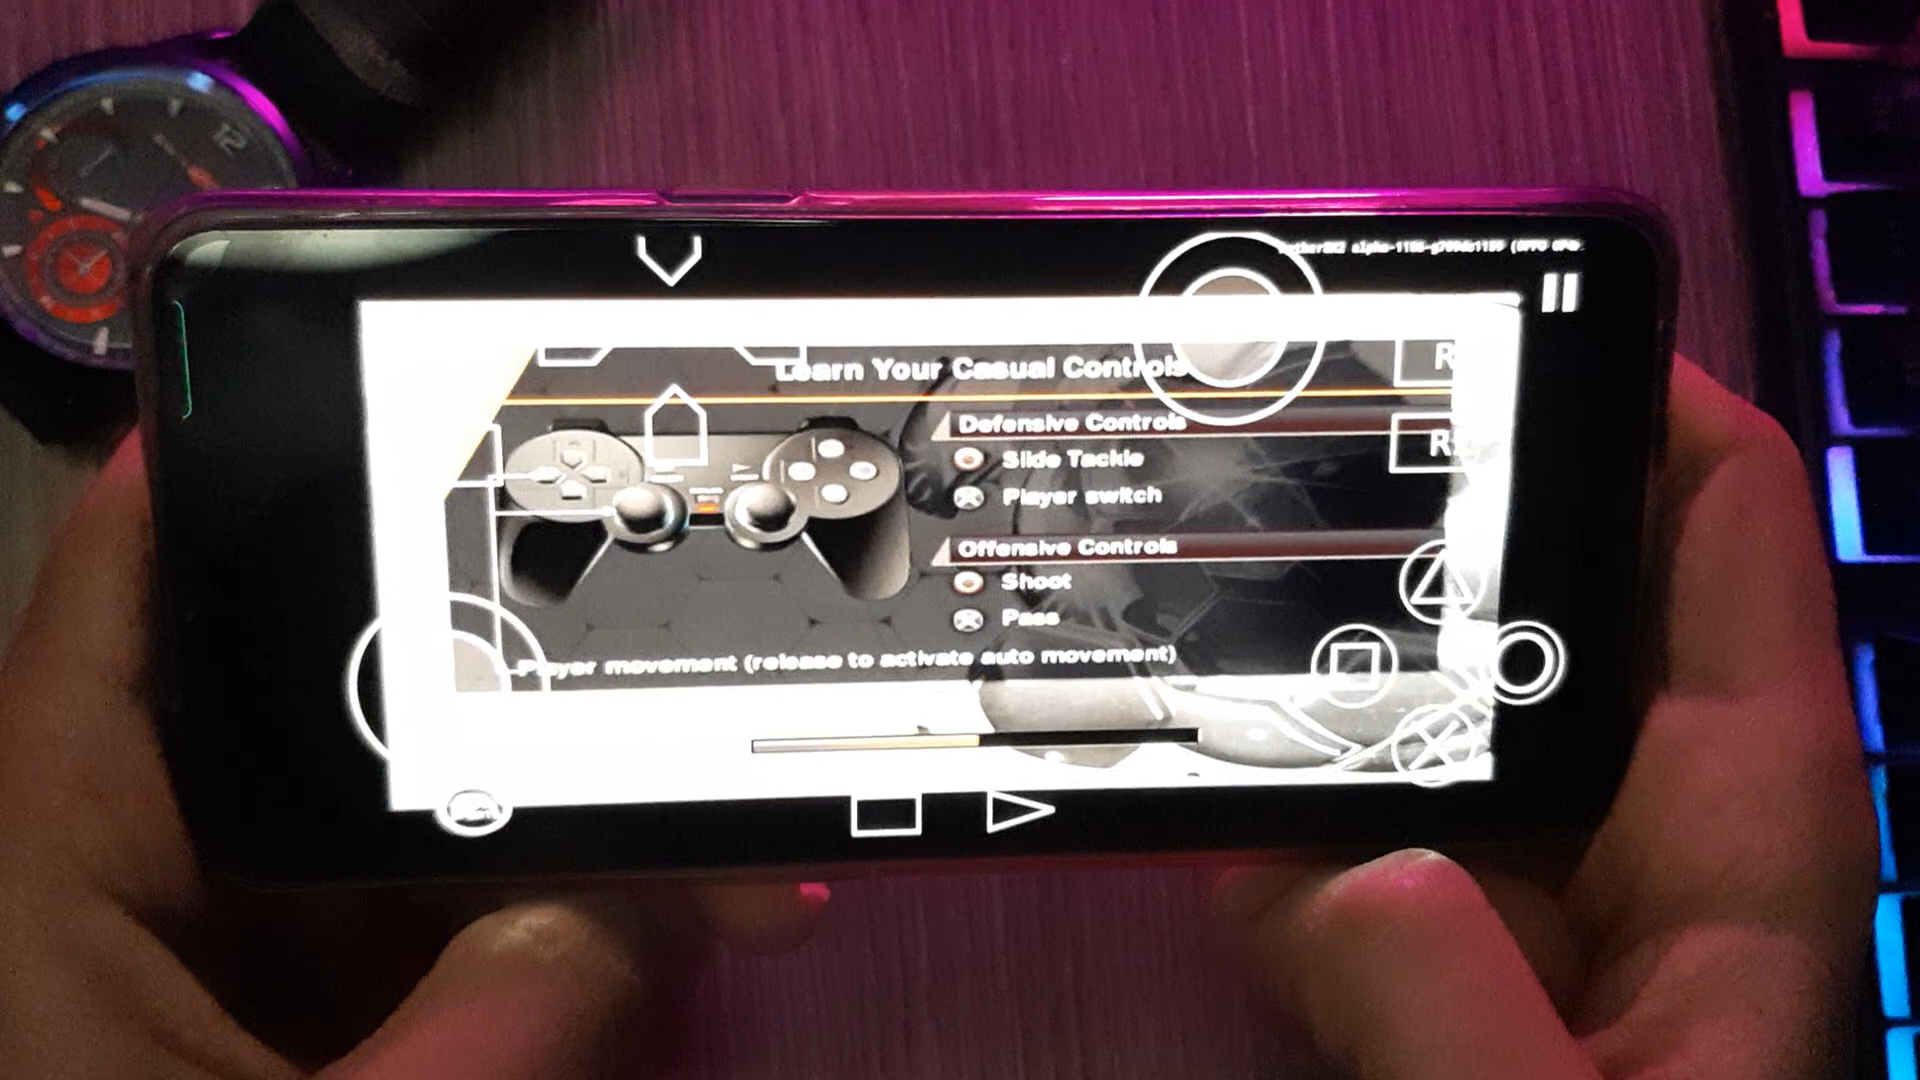 12
Learn Your Casual Controls
R
Defensive Controls
R
Slide Tackle
Player switch
Offensive Controls
Shoot
Pass
Player movement (release to activate auto movement)